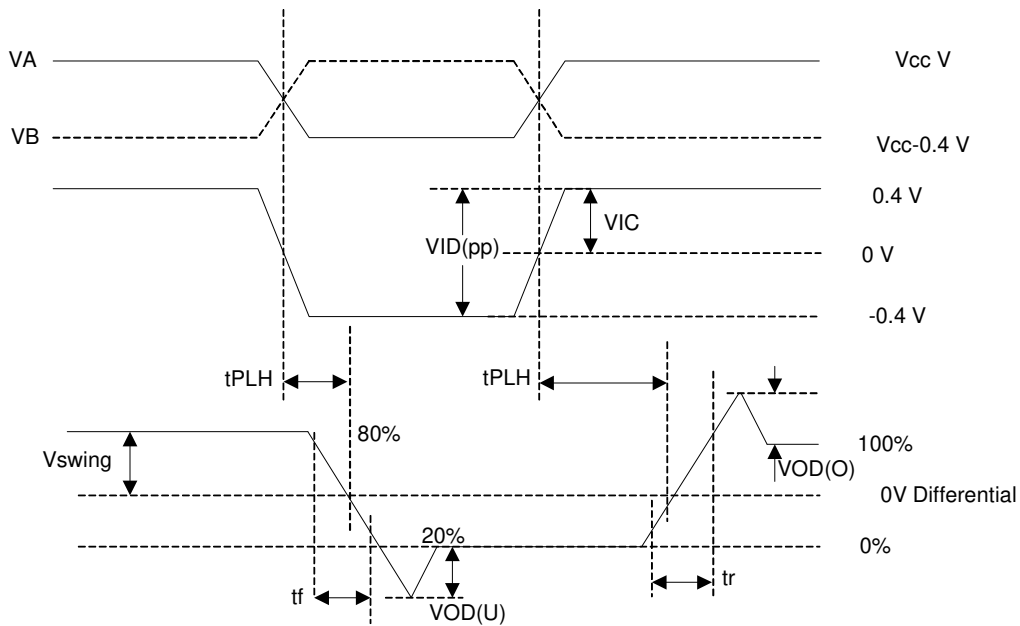 VA
Vcc V
VB
Vcc-0.4 V
0.4 V
VIC
VID(pp)
0 V
-0.4 V
tPLH
tPLH
80%
100%
Vswing
VOD(O)
0V Differential
20%
0%
tf
VOD(U)
tr